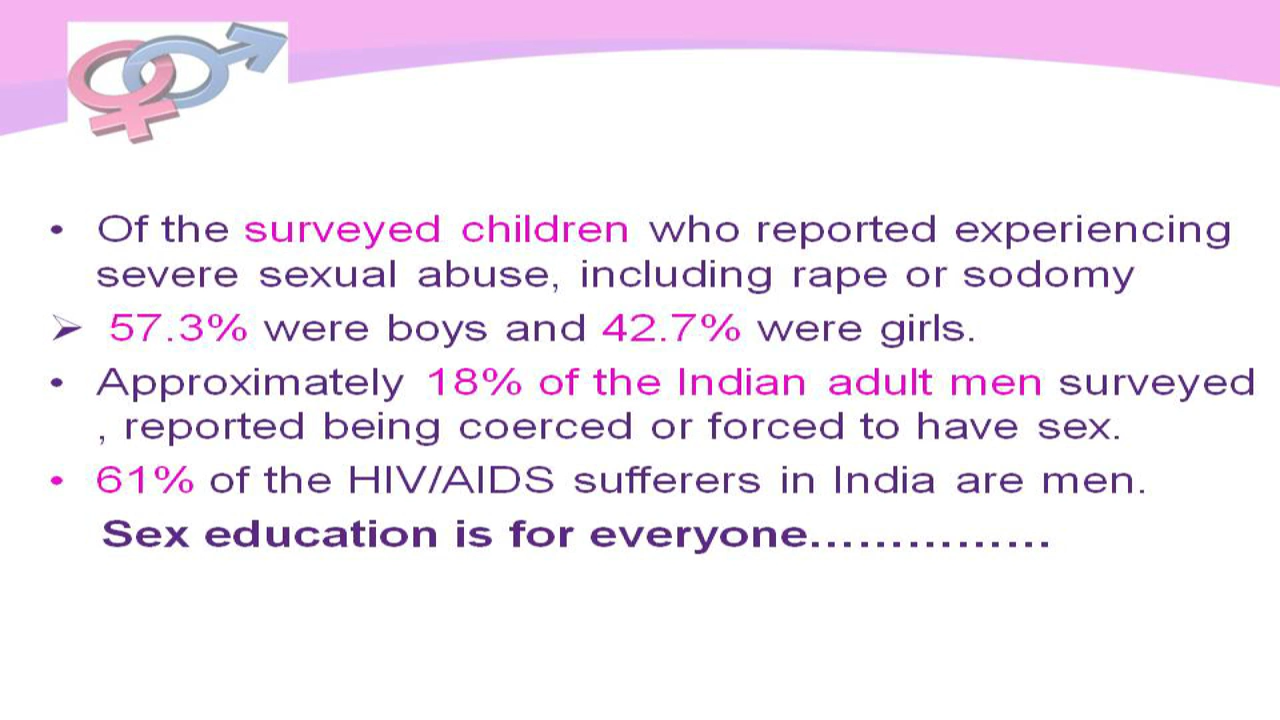 • Of the surveyed children who reported experiencing
severe sexual abuse, including rape or sodomy
➢ 57.3% were boys and 42.7% were girls.
• Approximately 18% of the Indian adult men surveyed
, reported being coerced or forced to have sex.
• 61% of the HIV/AIDS sufferers in India are men.
Sex education is for everyone……………